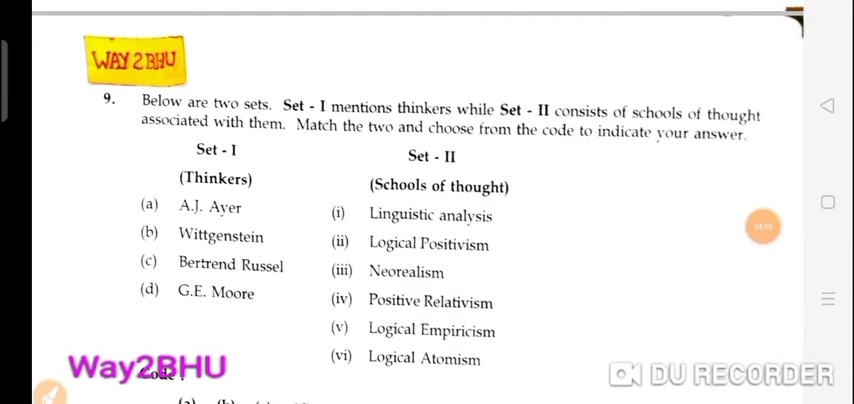 WAY 2 BHU
9. Below are two sets. Set - I mentions thinkers while Set - II consists of schools of thought
associated with them. Match the two and choose from the code to indicate your answer.
Set - I Set - II
(Thinkers) (Schools of thought)
(a) A.J. Ayer (i) Linguistic analysis
(b) Wittgenstein (ii) Logical Positivism
(c) Bertrend Russel (iii) Neorealism
(d) G.E. Moore (iv) Positive Relativism
(v) Logical Empiricism
(vi) Logical Atomism
Way2BHU
Code :
DU RECORDER